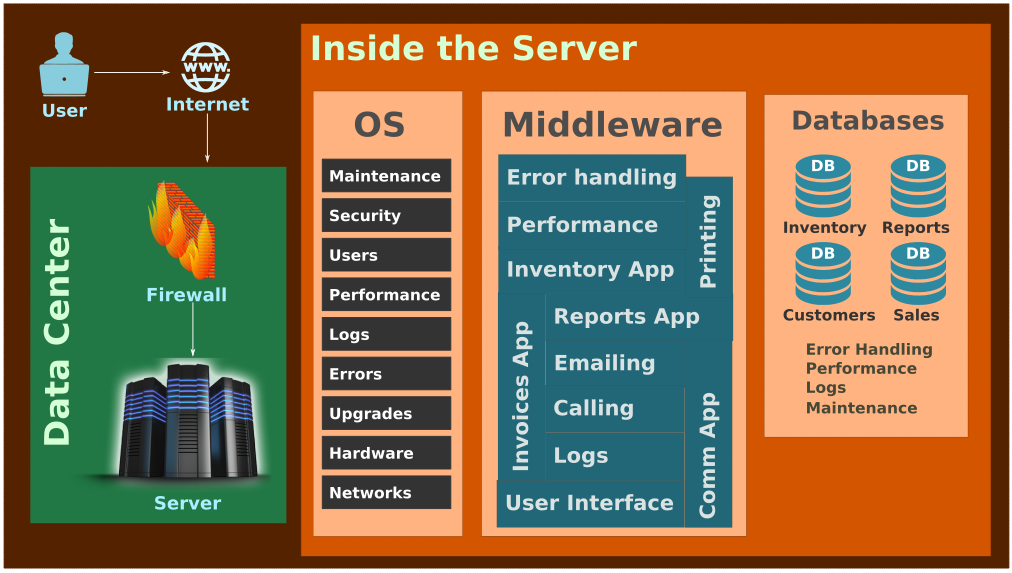 User
www.
Internet
Data Center
Firewall
Server
Inside the Server
OS
Maintenance
Security
Users
Performance
Logs
Errors
Upgrades
Hardware
Networks
Middleware
Error handling
Performance
Inventory App
Printing
Reports App
Invoices App
Emailing
Calling
Logs
Comm App
User Interface
Databases
DB
Inventory
DB
Reports
DB
Customers
DB
Sales
Error Handling
Performance
Logs
Maintenance